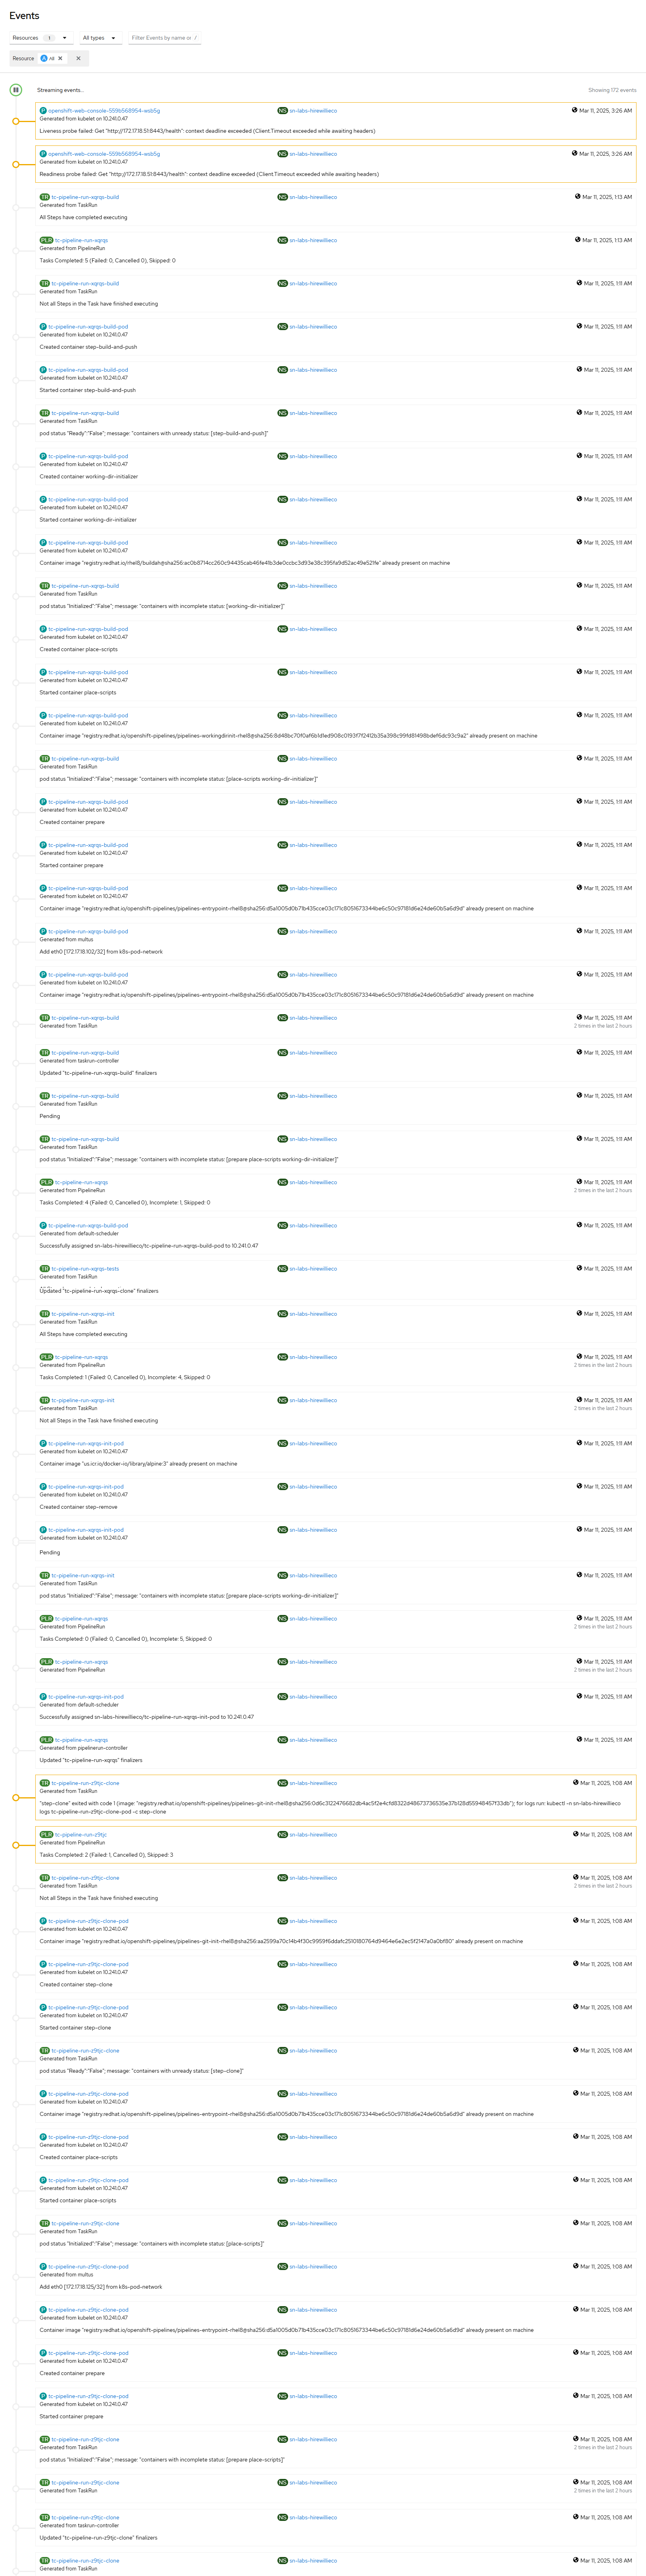 Events
Resources 1
All types
Filter Events by name or /
Resource
A All
Streaming events...
Showing 172 events
P openshift-web-console-559b568954-wsb5g NS sn-labs-hirewillieco Mar 11, 2025, 3:26 AM
Generated from kubelet on 10.241.0.47
Liveness probe failed: Get "http://172.17.18.51:8443/health": context deadline exceeded (Client.Timeout exceeded while awaiting headers)
P openshift-web-console-559b568954-wsb5g NS sn-labs-hirewillieco Mar 11, 2025, 3:26 AM
Generated from kubelet on 10.241.0.47
Readiness probe failed: Get "http://172.17.18.51:8443/health": context deadline exceeded (Client.Timeout exceeded while awaiting headers)
TR tc-pipeline-run-xqrqs-build NS sn-labs-hirewillieco Mar 11, 2025, 1:13 AM
Generated from TaskRun
All Steps have completed executing
PLR tc-pipeline-run-xqrqs NS sn-labs-hirewillieco Mar 11, 2025, 1:13 AM
Generated from PipelineRun
Tasks Completed: 5 (Failed: 0, Cancelled 0), Skipped: 0
TR tc-pipeline-run-xqrqs-build NS sn-labs-hirewillieco Mar 11, 2025, 1:11 AM
Generated from TaskRun
Not all Steps in the Task have finished executing
P tc-pipeline-run-xqrqs-build-pod NS sn-labs-hirewillieco Mar 11, 2025, 1:11 AM
Generated from kubelet on 10.241.0.47
Created container step-build-and-push
P tc-pipeline-run-xqrqs-build-pod NS sn-labs-hirewillieco Mar 11, 2025, 1:11 AM
Generated from kubelet on 10.241.0.47
Started container step-build-and-push
TR tc-pipeline-run-xqrqs-build NS sn-labs-hirewillieco Mar 11, 2025, 1:11 AM
Generated from TaskRun
pod status "Ready":"False"; message: "containers with unready status: [step-build-and-push]"
P tc-pipeline-run-xqrqs-build-pod NS sn-labs-hirewillieco Mar 11, 2025, 1:11 AM
Generated from kubelet on 10.241.0.47
Created container working-dir-initializer
P tc-pipeline-run-xqrqs-build-pod NS sn-labs-hirewillieco Mar 11, 2025, 1:11 AM
Generated from kubelet on 10.241.0.47
Started container working-dir-initializer
P tc-pipeline-run-xqrqs-build-pod NS sn-labs-hirewillieco Mar 11, 2025, 1:11 AM
Generated from kubelet on 10.241.0.47
Container image already present on machine
TR tc-pipeline-run-xqrqs-build NS sn-labs-hirewillieco Mar 11, 2025, 1:11 AM
Generated from TaskRun
pod status "Initialized":"False"; message: "containers with incomplete status: [working-dir-initializer]"
P tc-pipeline-run-xqrqs-build-pod NS sn-labs-hirewillieco Mar 11, 2025, 1:11 AM
Generated from kubelet on 10.241.0.47
Created container place-scripts
P tc-pipeline-run-xqrqs-build-pod NS sn-labs-hirewillieco Mar 11, 2025, 1:11 AM
Generated from kubelet on 10.241.0.47
Started container place-scripts
P tc-pipeline-run-xqrqs-build-pod NS sn-labs-hirewillieco Mar 11, 2025, 1:11 AM
Generated from kubelet on 10.241.0.47
Container image already present on machine
TR tc-pipeline-run-xqrqs-build NS sn-labs-hirewillieco Mar 11, 2025, 1:11 AM
Generated from TaskRun
pod status "Initialized":"False"; message: "containers with incomplete status: [place-scripts working-dir-initializer]"
P tc-pipeline-run-xqrqs-build-pod NS sn-labs-hirewillieco Mar 11, 2025, 1:11 AM
Generated from kubelet on 10.241.0.47
Created container prepare
P tc-pipeline-run-xqrqs-build-pod NS sn-labs-hirewillieco Mar 11, 2025, 1:11 AM
Generated from kubelet on 10.241.0.47
Started container prepare
P tc-pipeline-run-xqrqs-build-pod NS sn-labs-hirewillieco Mar 11, 2025, 1:11 AM
Generated from kubelet on 10.241.0.47
Container image already present on machine
P tc-pipeline-run-xqrqs-build-pod NS sn-labs-hirewillieco Mar 11, 2025, 1:11 AM
Generated from multus
Add eth0 [172.17.18.102/32] from k8s-pod-network
P tc-pipeline-run-xqrqs-build-pod NS sn-labs-hirewillieco Mar 11, 2025, 1:11 AM
Generated from kubelet on 10.241.0.47
Container image already present on machine
TR tc-pipeline-run-xqrqs-build NS sn-labs-hirewillieco Mar 11, 2025, 1:11 AM
Generated from TaskRun 2 times in the last 2 hours
TR tc-pipeline-run-xqrqs-build NS sn-labs-hirewillieco Mar 11, 2025, 1:11 AM
Generated from taskrun-controller
Updated "tc-pipeline-run-xqrqs-build" finalizers
TR tc-pipeline-run-xqrqs-build NS sn-labs-hirewillieco Mar 11, 2025, 1:11 AM
Generated from TaskRun
Pending
TR tc-pipeline-run-xqrqs-build NS sn-labs-hirewillieco Mar 11, 2025, 1:11 AM
Generated from TaskRun
pod status "Initialized":"False"; message: "containers with incomplete status: [prepare place-scripts working-dir-initializer]"
PLR tc-pipeline-run-xqrqs NS sn-labs-hirewillieco Mar 11, 2025, 1:11 AM
Generated from PipelineRun 2 times in the last 2 hours
Tasks Completed: 4 (Failed: 0, Cancelled 0), Incomplete: 1, Skipped: 0
P tc-pipeline-run-xqrqs-build-pod NS sn-labs-hirewillieco Mar 11, 2025, 1:11 AM
Generated from default-scheduler
Successfully assigned sn-labs-hirewillieco/tc-pipeline-run-xqrqs-build-pod to 10.241.0.47
TR tc-pipeline-run-xqrqs-tests NS sn-labs-hirewillieco Mar 11, 2025, 1:11 AM
Generated from TaskRun
Updated "tc-pipeline-run-xqrqs-clone" finalizers
TR tc-pipeline-run-xqrqs-init NS sn-labs-hirewillieco Mar 11, 2025, 1:11 AM
Generated from TaskRun
All Steps have completed executing
PLR tc-pipeline-run-xqrqs NS sn-labs-hirewillieco Mar 11, 2025, 1:11 AM
Generated from PipelineRun 2 times in the last 2 hours
Tasks Completed: 1 (Failed: 0, Cancelled 0), Incomplete: 4, Skipped: 0
TR tc-pipeline-run-xqrqs-init NS sn-labs-hirewillieco Mar 11, 2025, 1:11 AM
Generated from TaskRun 2 times in the last 2 hours
Not all Steps in the Task have finished executing
P tc-pipeline-run-xqrqs-init-pod NS sn-labs-hirewillieco Mar 11, 2025, 1:11 AM
Generated from kubelet on 10.241.0.47
Container image "us.icr.io/docker-io/library/alpine:3" already present on machine
P tc-pipeline-run-xqrqs-init-pod NS sn-labs-hirewillieco Mar 11, 2025, 1:11 AM
Generated from kubelet on 10.241.0.47
Created container step-remove
P tc-pipeline-run-xqrqs-init-pod NS sn-labs-hirewillieco Mar 11, 2025, 1:11 AM
Generated from kubelet on 10.241.0.47
Pending
TR tc-pipeline-run-xqrqs-init NS sn-labs-hirewillieco Mar 11, 2025, 1:11 AM
Generated from TaskRun
pod status "Initialized":"False"; message: "containers with incomplete status: [prepare place-scripts working-dir-initializer]"
PLR tc-pipeline-run-xqrqs NS sn-labs-hirewillieco Mar 11, 2025, 1:11 AM
Generated from PipelineRun 2 times in the last 2 hours
Tasks Completed: 0 (Failed: 0, Cancelled 0), Incomplete: 5, Skipped: 0
PLR tc-pipeline-run-xqrqs NS sn-labs-hirewillieco Mar 11, 2025, 1:11 AM
Generated from PipelineRun 2 times in the last 2 hours
P tc-pipeline-run-xqrqs-init-pod NS sn-labs-hirewillieco Mar 11, 2025, 1:11 AM
Generated from default-scheduler
Successfully assigned sn-labs-hirewillieco/tc-pipeline-run-xqrqs-init-pod to 10.241.0.47
PLR tc-pipeline-run-xqrqs NS sn-labs-hirewillieco Mar 11, 2025, 1:11 AM
Generated from pipelinerun-controller
Updated "tc-pipeline-run-xqrqs" finalizers
TR tc-pipeline-run-z9tjc-clone NS sn-labs-hirewillieco Mar 11, 2025, 1:08 AM
Generated from TaskRun
"step-clone" exited with code 1 (image: for logs run: kubectl -n sn-labs-hirewillieco
logs tc-pipeline-run-z9tjc-clone-pod -c step-clone
PLR tc-pipeline-run-z9tjc NS sn-labs-hirewillieco Mar 11, 2025, 1:08 AM
Generated from PipelineRun
Tasks Completed: 2 (Failed: 1, Cancelled 0), Skipped: 3
TR tc-pipeline-run-z9tjc-clone NS sn-labs-hirewillieco Mar 11, 2025, 1:08 AM
Generated from TaskRun 2 times in the last 2 hours
Not all Steps in the Task have finished executing
P tc-pipeline-run-z9tjc-clone-pod NS sn-labs-hirewillieco Mar 11, 2025, 1:08 AM
Generated from kubelet on 10.241.0.47
Container image already present on machine
P tc-pipeline-run-z9tjc-clone-pod NS sn-labs-hirewillieco Mar 11, 2025, 1:08 AM
Generated from kubelet on 10.241.0.47
Created container step-clone
P tc-pipeline-run-z9tjc-clone-pod NS sn-labs-hirewillieco Mar 11, 2025, 1:08 AM
Generated from kubelet on 10.241.0.47
Started container step-clone
TR tc-pipeline-run-z9tjc-clone NS sn-labs-hirewillieco Mar 11, 2025, 1:08 AM
Generated from TaskRun
pod status "Ready":"False"; message: "containers with unready status: [step-clone]"
P tc-pipeline-run-z9tjc-clone-pod NS sn-labs-hirewillieco Mar 11, 2025, 1:08 AM
Generated from kubelet on 10.241.0.47
Container image already present on machine
P tc-pipeline-run-z9tjc-clone-pod NS sn-labs-hirewillieco Mar 11, 2025, 1:08 AM
Generated from kubelet on 10.241.0.47
Created container place-scripts
P tc-pipeline-run-z9tjc-clone-pod NS sn-labs-hirewillieco Mar 11, 2025, 1:08 AM
Generated from kubelet on 10.241.0.47
Started container place-scripts
TR tc-pipeline-run-z9tjc-clone NS sn-labs-hirewillieco Mar 11, 2025, 1:08 AM
Generated from TaskRun
pod status "Initialized":"False"; message: "containers with incomplete status: [place-scripts]"
P tc-pipeline-run-z9tjc-clone-pod NS sn-labs-hirewillieco Mar 11, 2025, 1:08 AM
Generated from multus
Add eth0 [172.17.18.125/32] from k8s-pod-network
P tc-pipeline-run-z9tjc-clone-pod NS sn-labs-hirewillieco Mar 11, 2025, 1:08 AM
Generated from kubelet on 10.241.0.47
Container image already present on machine
P tc-pipeline-run-z9tjc-clone-pod NS sn-labs-hirewillieco Mar 11, 2025, 1:08 AM
Generated from kubelet on 10.241.0.47
Created container prepare
P tc-pipeline-run-z9tjc-clone-pod NS sn-labs-hirewillieco Mar 11, 2025, 1:08 AM
Generated from kubelet on 10.241.0.47
Started container prepare
TR tc-pipeline-run-z9tjc-clone NS sn-labs-hirewillieco Mar 11, 2025, 1:08 AM
Generated from TaskRun 2 times in the last 2 hours
pod status "Initialized":"False"; message: "containers with incomplete status: [prepare place-scripts]"
TR tc-pipeline-run-z9tjc-clone NS sn-labs-hirewillieco Mar 11, 2025, 1:08 AM
Generated from TaskRun 2 times in the last 2 hours
TR tc-pipeline-run-z9tjc-clone NS sn-labs-hirewillieco Mar 11, 2025, 1:08 AM
Generated from taskrun-controller
Updated "tc-pipeline-run-z9tjc-clone" finalizers
TR tc-pipeline-run-z9tjc-clone NS sn-labs-hirewillieco Mar 11, 2025, 1:08 AM
Generated from TaskRun